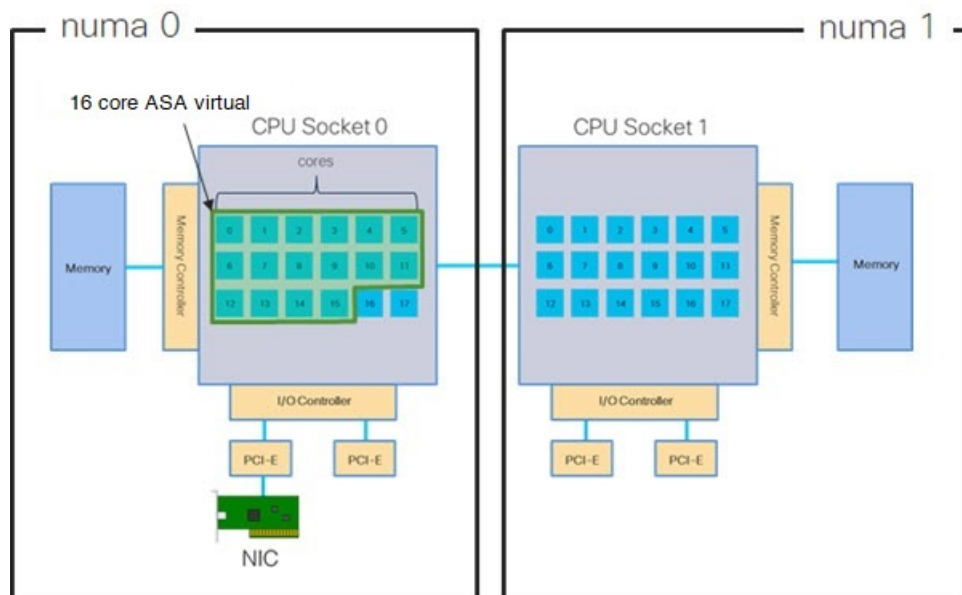 numa 0
numa 1
16 core ASA virtual
CPU Socket 0
CPU Socket 1
cores
Memory
Memory Controller
0 1 2 3 4 5
6 7 8 9 10 11
12 13 14 15 16 17
0 1 2 3 4 5
6 7 8 9 10 11
12 13 14 15 16 17
Memory Controller
Memory
I/O Controller
I/O Controller
PCI-E
PCI-E
PCI-E
PCI-E
NIC